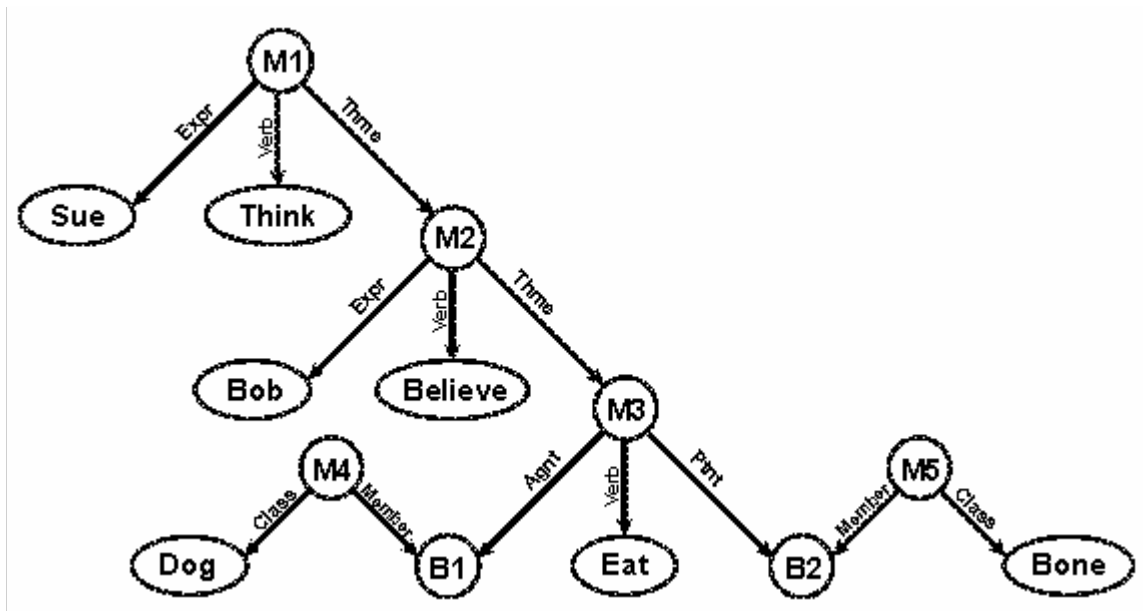 M1
Expr Verb Thme
Sue Think M2
Expr Verb Thme
Bob Believe M3
M4 Agnt Verb Ptnt M5
Class Member Member Class
Dog B1 Eat B2 Bone